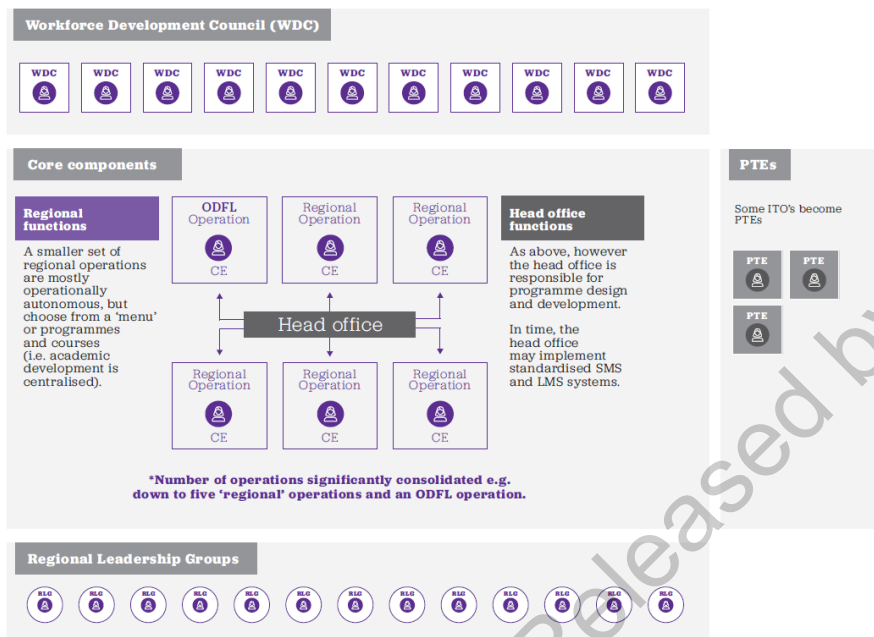 Workforce Development Council (WDC)
WDC WDC WDC WDC WDC WDC WDC WDC WDC WDC WDC
Core components
Regional
functions
A smaller set of
regional operations
are mostly
operationally
autonomous, but
choose from a ‘menu’
or programmes
and courses
(i.e. academic
development is
centralised).
ODFL
Operation
CE
Regional
Operation
CE
Regional
Operation
CE
Head office
Regional
Operation
CE
Regional
Operation
CE
Regional
Operation
CE
*Number of operations significantly consolidated e.g.
down to five ‘regional’ operations and an ODFL operation.
Head office
functions
As above, however
the head office is
responsible for
programme design
and development.
In time, the
head office
may implement
standardised SMS
and LMS systems.
PTEs
Some ITO's become
PTEs
PTE PTE
PTE
Regional Leadership Groups
RLG RLG RLG RLG RLG RLG RLG RLG RLG RLG RLG RLG RLG
Released by